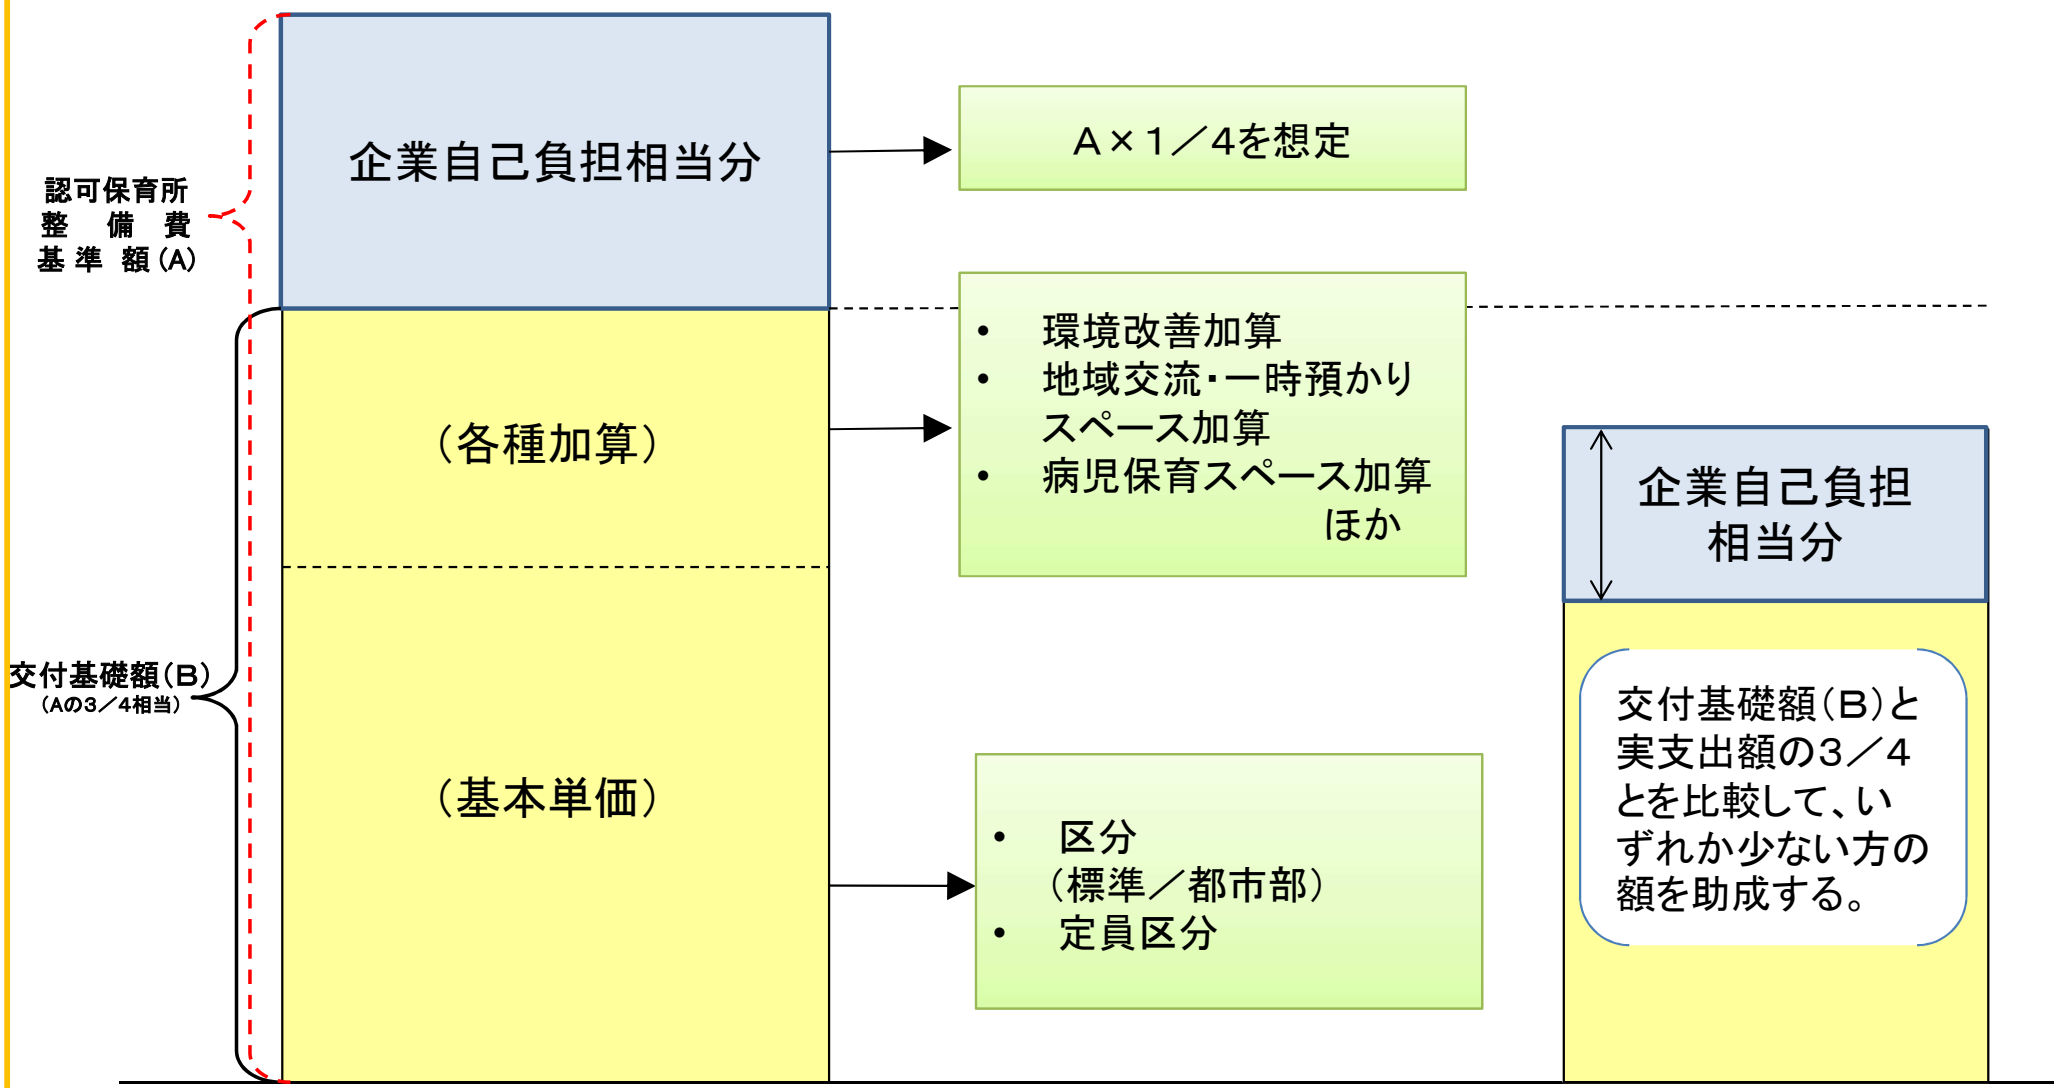 認可保育所
整　備　費
基 準 額(A)
交付基礎額(B)
(Aの3／4相当)
企業自己負担相当分
(各種加算)
(基本単価)
A×1／4を想定
• 環境改善加算
• 地域交流・一時預かり
スペース加算
• 病児保育スペース加算
ほか
• 区分
(標準／都市部)
• 定員区分
企業自己負担
相当分
交付基礎額(B)と
実支出額の3／4
とを比較して、い
ずれか少ない方の
額を助成する。